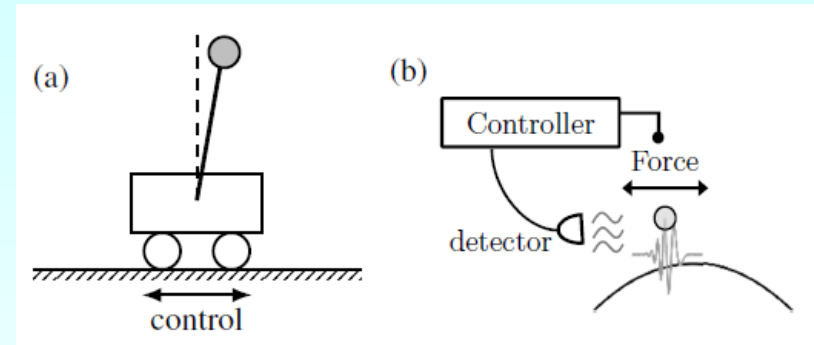 (a)
control
(b)
Controller
Force
detector